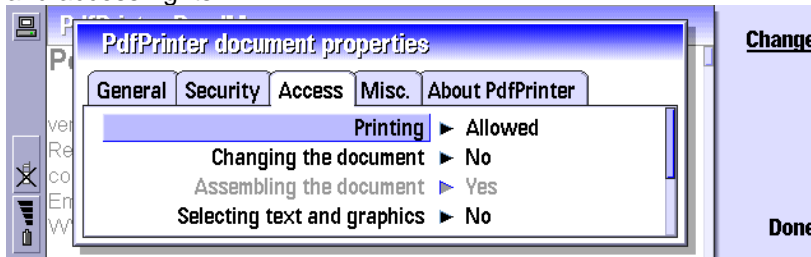 PdfPrinter document properties
Change
General Security Access Misc. About PdfPrinter
Printing Allowed
Changing the document No
Assembling the document Yes
Selecting text and graphics No
Done